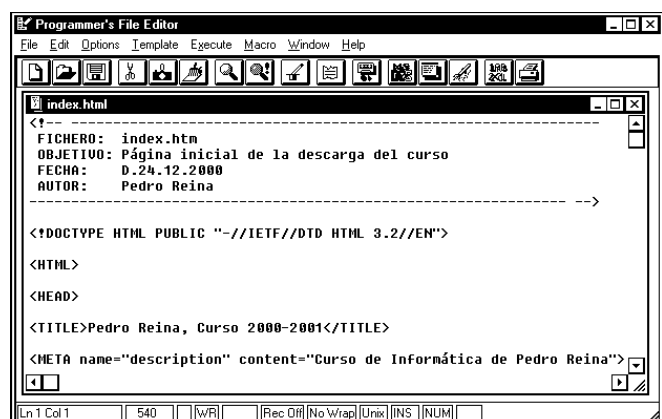 Programmer's File Editor
File Edit Options Template Execute Macro Window Help
index.html
<!-- ------------------------------------------------------------------
FICHERO: index.htm
OBJETIVO: Página inicial de la descarga del curso
FECHA: D.24.12.2000
AUTOR: Pedro Reina
------------------------------------------------------------------- -->
<!DOCTYPE HTML PUBLIC "-//IETF//DTD HTML 3.2//EN">
<HTML>
<HEAD>
<TITLE>Pedro Reina, Curso 2000-2001</TITLE>
<META name="description" content="Curso de Informática de Pedro Reina">
Ln 1 Col 1 540 WR Rec Off No Wrap Unix INS NUM